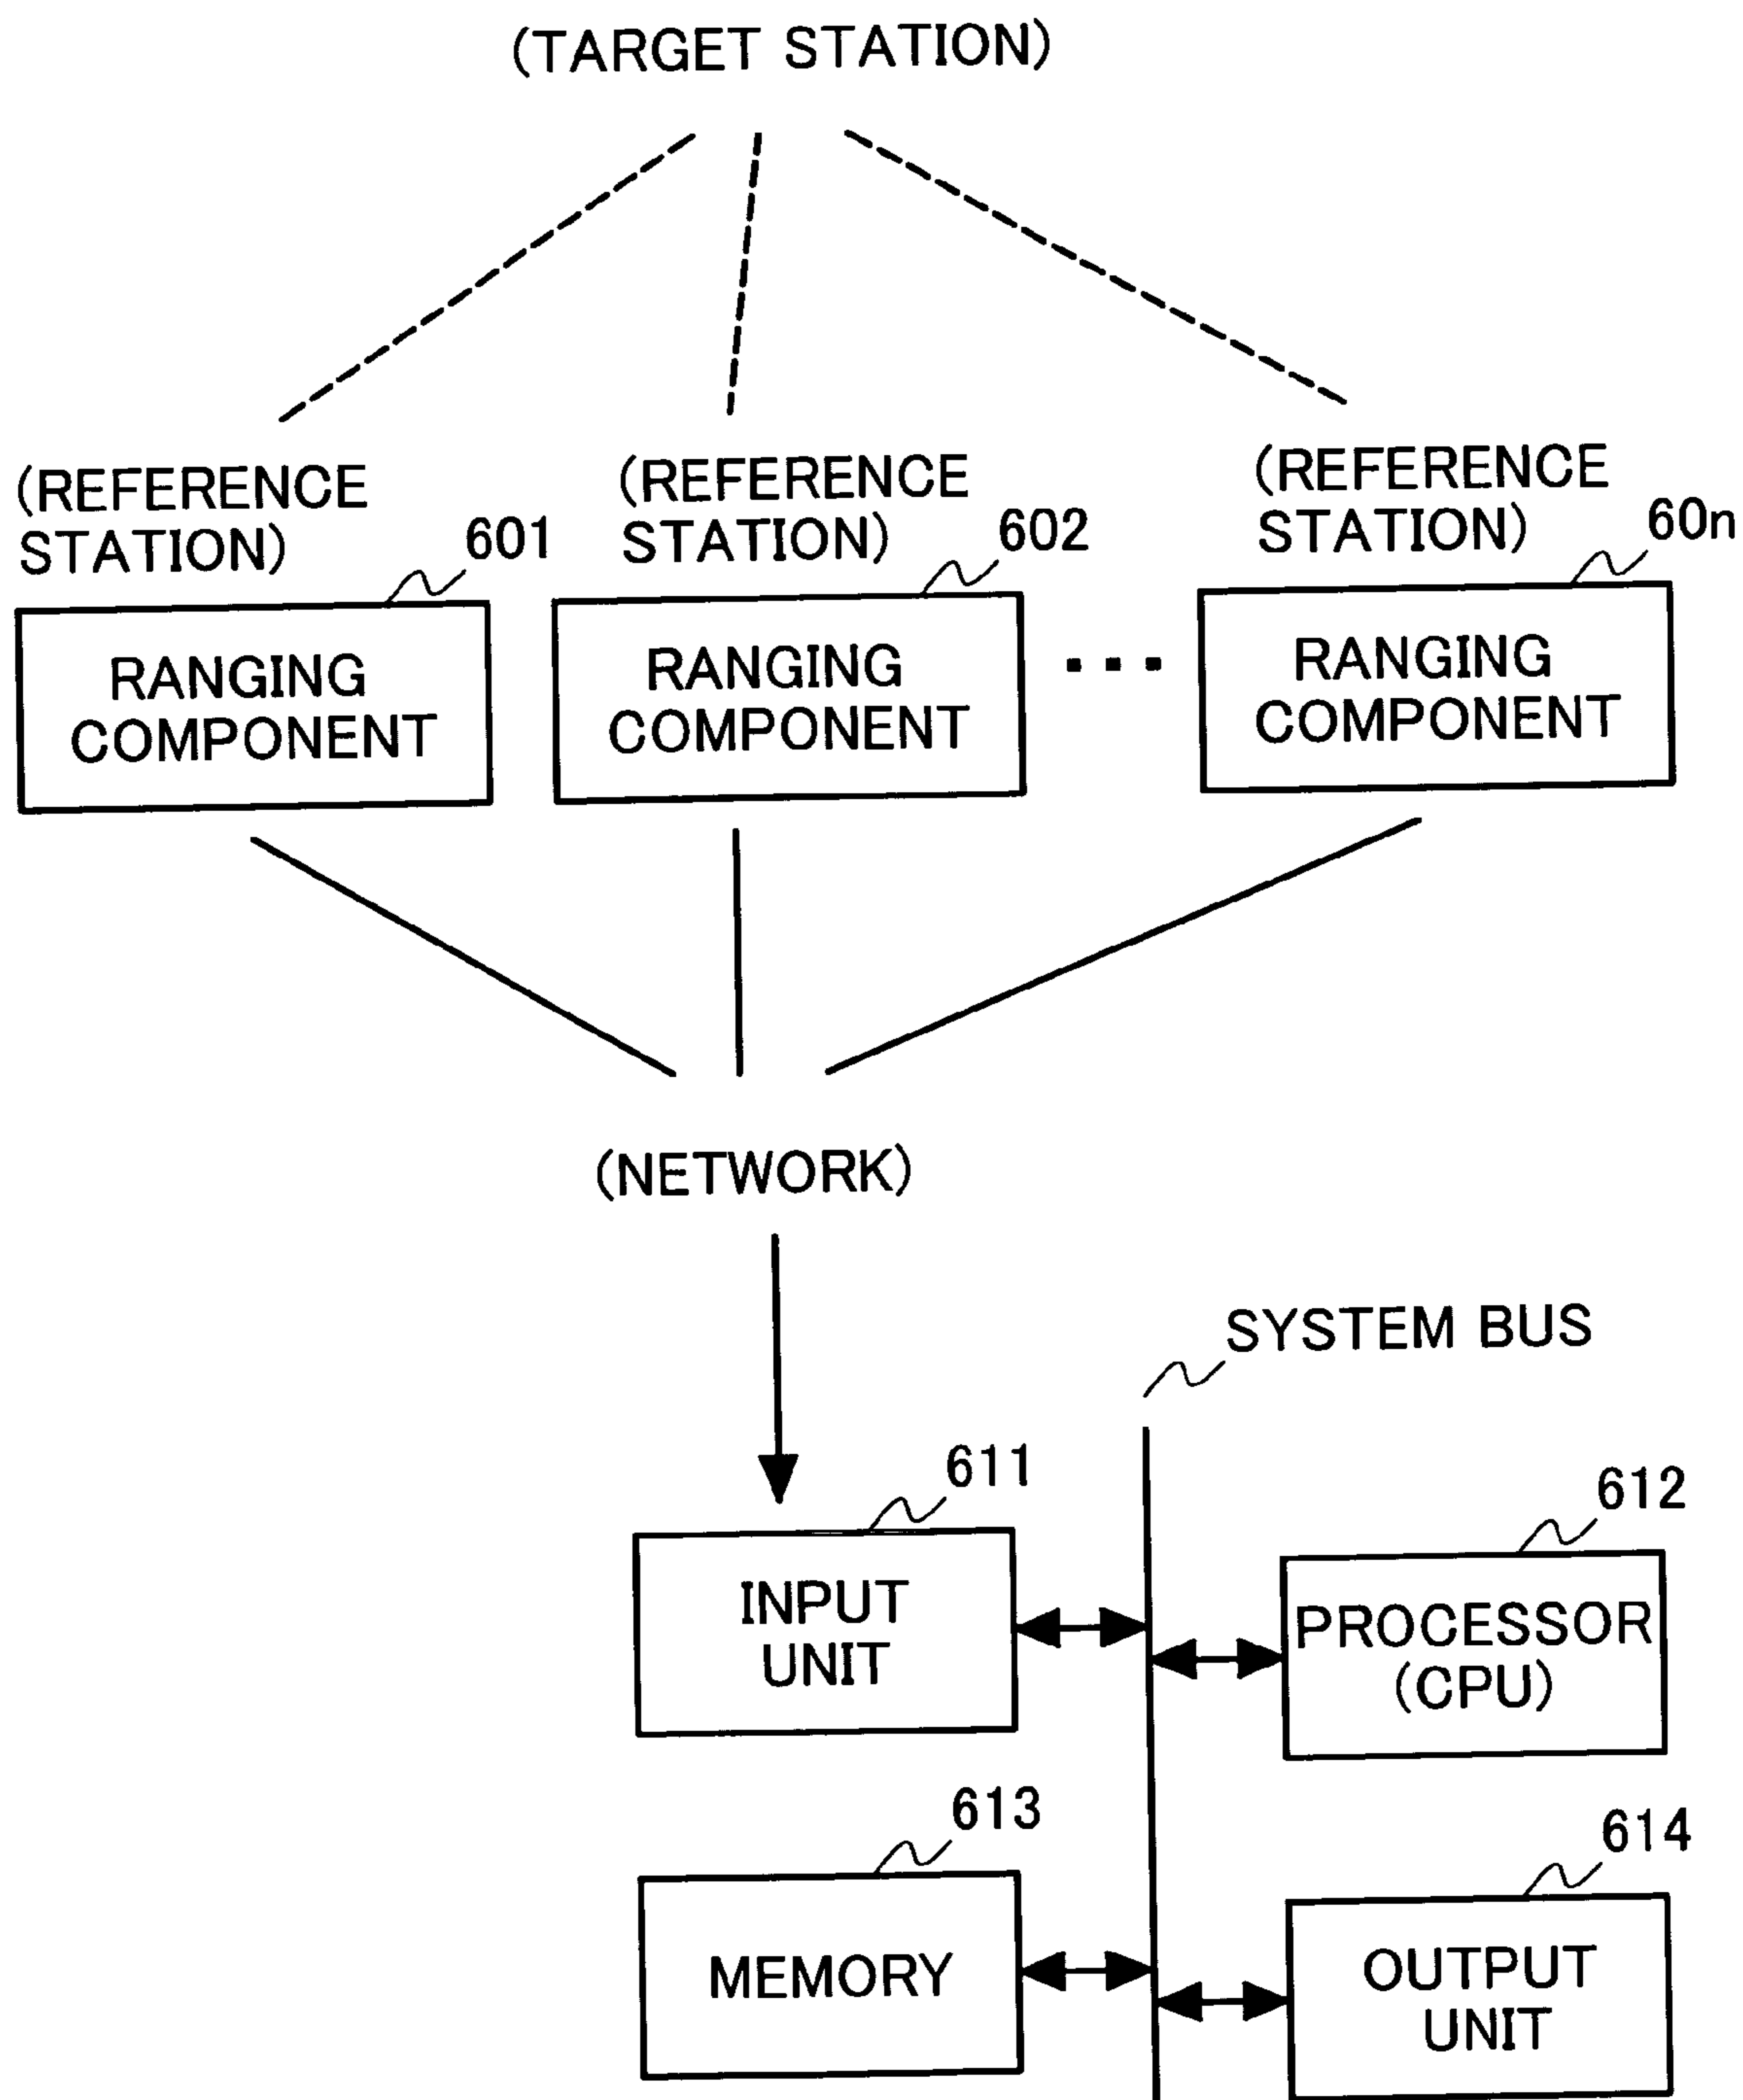 (TARGET STATION)
(REFERENCE
STATION)
601
(REFERENCE
STATION)
602
(REFERENCE
STATION)
60n
RANGING
COMPONENT
RANGING
COMPONENT
...
RANGING
COMPONENT
(NETWORK)
SYSTEM BUS
611
INPUT
UNIT
612
PROCESSOR
(CPU)
613
MEMORY
614
OUTPUT
UNIT